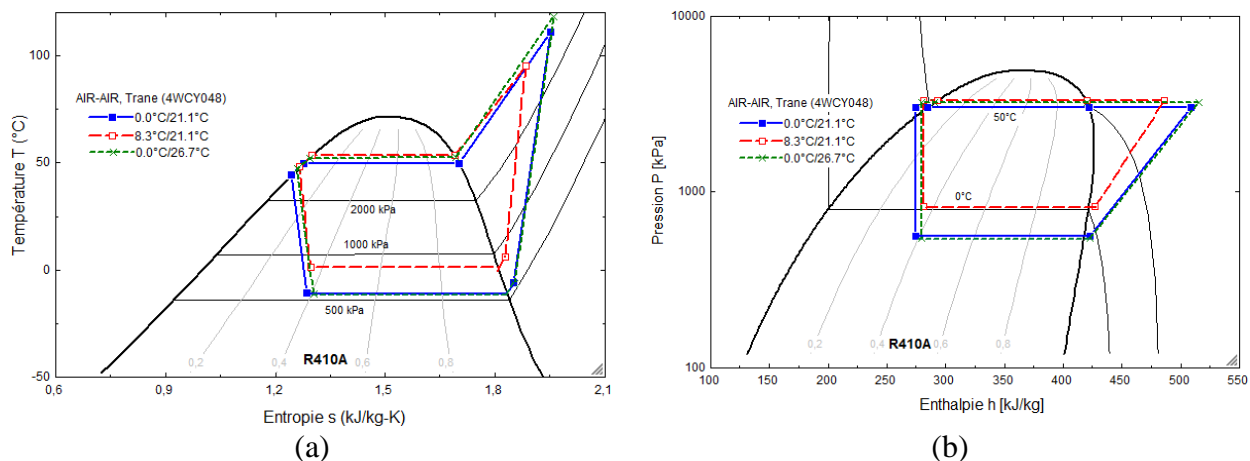 AIR-AIR, Trane (4WCY048)
0.0°C/21.1°C
8.3°C/21.1°C
0.0°C/26.7°C
2000 kPa
1000 kPa
500 kPa
0,2
0,4
0,6
0,8
R410A
100
50
0
-50
0,6
0,9
1,2
1,5
1,8
2,1
Température T (°C)
Entropie s (kJ/kg-K)
(a)
AIR-AIR, Trane (4WCY048)
0.0°C/21.1°C
8.3°C/21.1°C
0.0°C/26.7°C
50°C
0°C
0,2
0,4
0,6
0,8
R410A
10000
1000
100
100
150
200
250
300
350
400
450
500
550
Pression P [kPa]
Enthalpie h [kJ/kg]
(b)